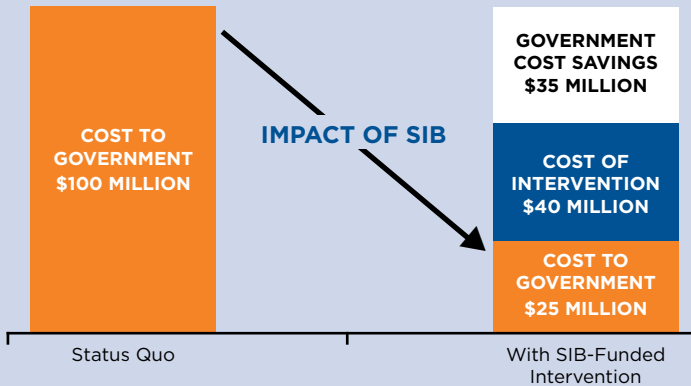 COST TO
GOVERNMENT
$100 MILLION
IMPACT OF SIB
GOVERNMENT
COST SAVINGS
$35 MILLION
COST OF
INTERVENTION
$40 MILLION
COST TO
GOVERNMENT
$25 MILLION
Status Quo
With SIB-Funded
Intervention